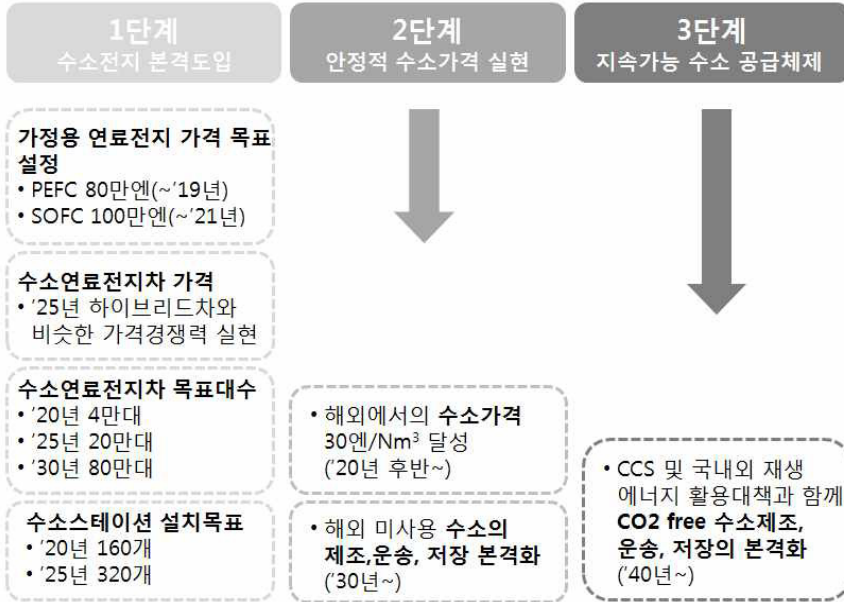 1단계
수소전지 본격도입
가정용 연료전지 가격 목표
설정
• PEFC 80만엔(~'19년)
• SOFC 100만엔(~'21년)
수소연료전지차 가격
• '25년 하이브리드차와
비슷한 가격경쟁력 실현
수소연료전지차 목표대수
• '20년 4만대
• '25년 20만대
• '30년 80만대
수소스테이션 설치목표
• '20년 160개
• '25년 320개
2단계
안정적 수소가격 실현
• 해외에서의 수소가격
30엔/Nm³ 달성
('20년 후반~)
• 해외 미사용 수소의
제조,운송, 저장 본격화
('30년~)
3단계
지속가능 수소 공급체제
• CCS 및 국내외 재생
에너지 활용대책과 함께
CO2 free 수소제조,
운송, 저장의 본격화
('40년~)